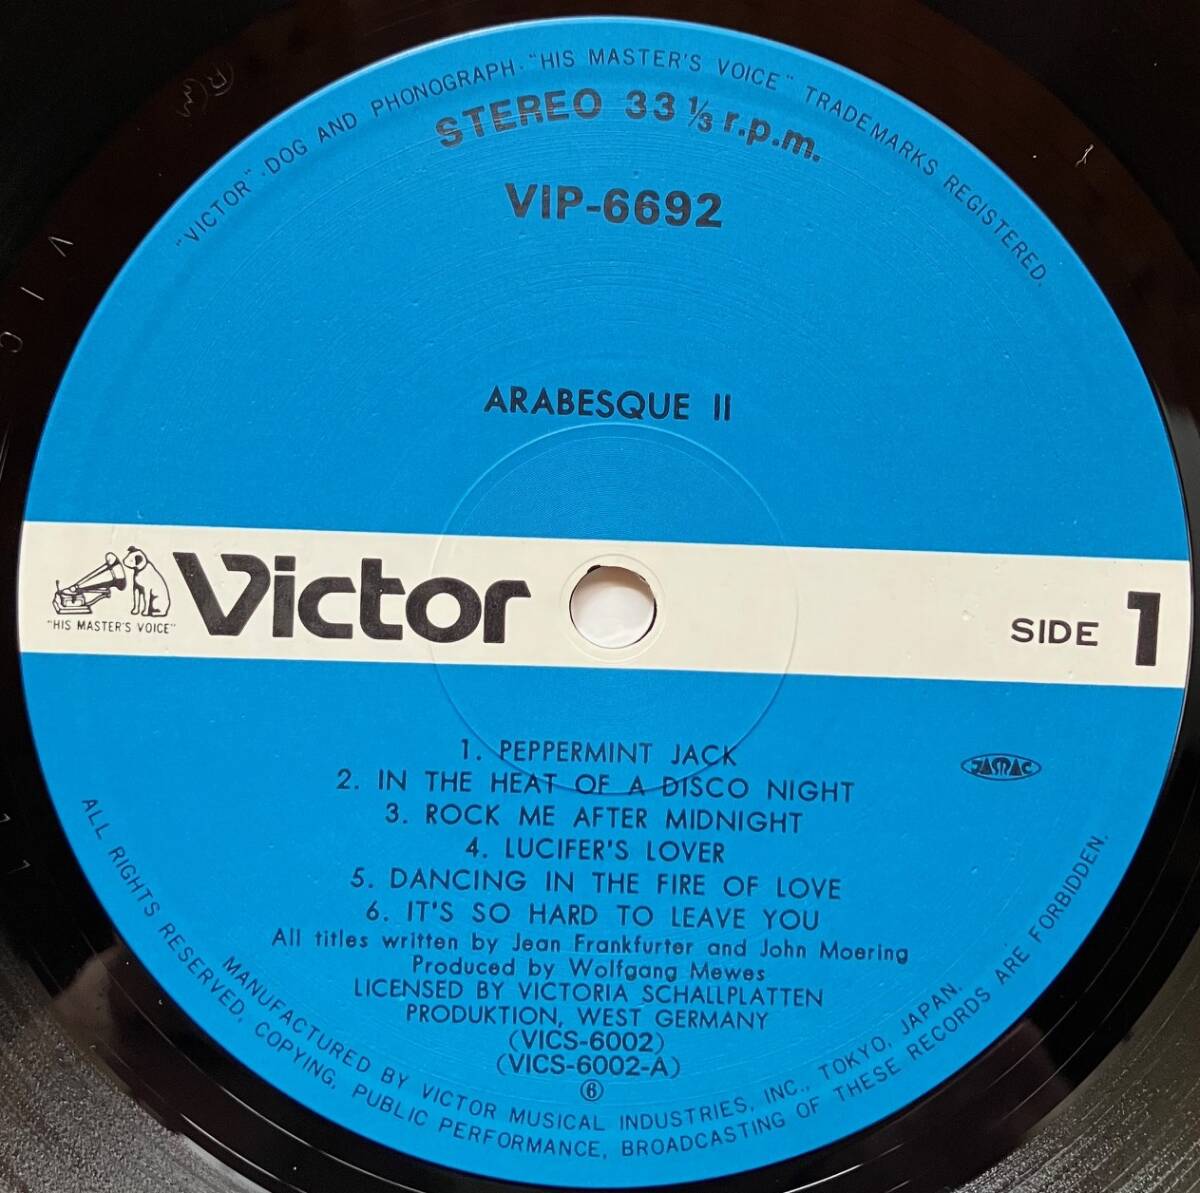 "VICTOR"·DOG AND PHONOGRAPH·"HIS MASTER'S VOICE" TRADEMARKS REGISTERED.
STEREO 33 1/3 r.p.m.
VIP-6692
ARABESQUE II
"HIS MASTER'S VOICE"
Victor
SIDE 1
1. PEPPERMINT JACK
2. IN THE HEAT OF A DISCO NIGHT
3. ROCK ME AFTER MIDNIGHT
4. LUCIFER'S LOVER
5. DANCING IN THE FIRE OF LOVE
6. IT'S SO HARD TO LEAVE YOU
JASRAC
All titles written by Jean Frankfurter and John Moering
Produced by Wolfgang Mewes
LICENSED BY VICTORIA SCHALLPLATTEN
PRODUKTION, WEST GERMANY
(VICS-6002)
(VICS-6002-A)
⑥
MANUFACTURED BY VICTOR MUSICAL INDUSTRIES, INC., TOKYO, JAPAN.
ALL RIGHTS RESERVED, COPYING, PUBLIC PERFORMANCE, BROADCASTING OF THESE RECORDS ARE FORBIDDEN.
V I C
1 1